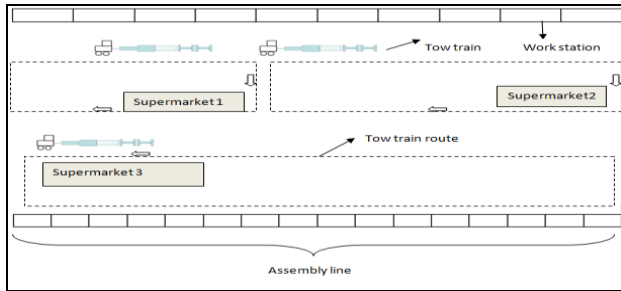 Tow train
Work station
Supermarket 1
Supermarket2
Tow train route
Supermarket 3
Assembly line